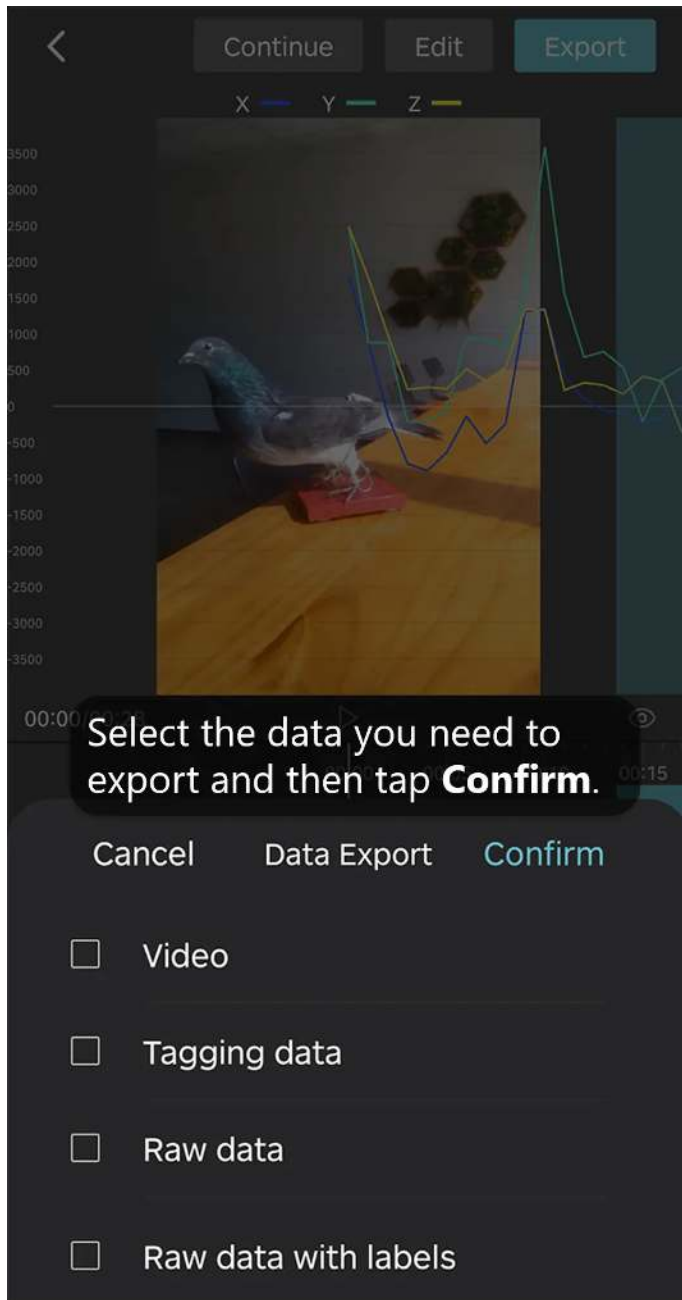 Continue
Edit
Export
X
Y
Z
3500
3000
2500
2000
1500
1000
500
0
-500
-1000
-1500
-2000
-2500
-3000
-3500
00:00
00:15
Select the data you need to
export and then tap Confirm.
Cancel
Data Export
Confirm
Video
Tagging data
Raw data
Raw data with labels